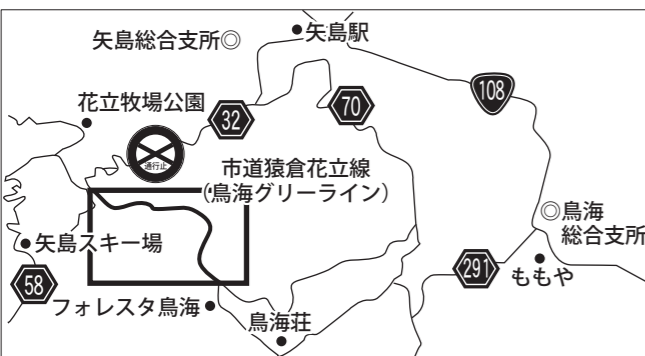 矢島総合支所◎
矢島駅
花立牧場公園
32
70
108
通行止
市道猿倉花立線
（鳥海グリーライン）
◎鳥海
総合支所
矢島スキー場
58
291
ももや
フォレスタ鳥海
鳥海荘